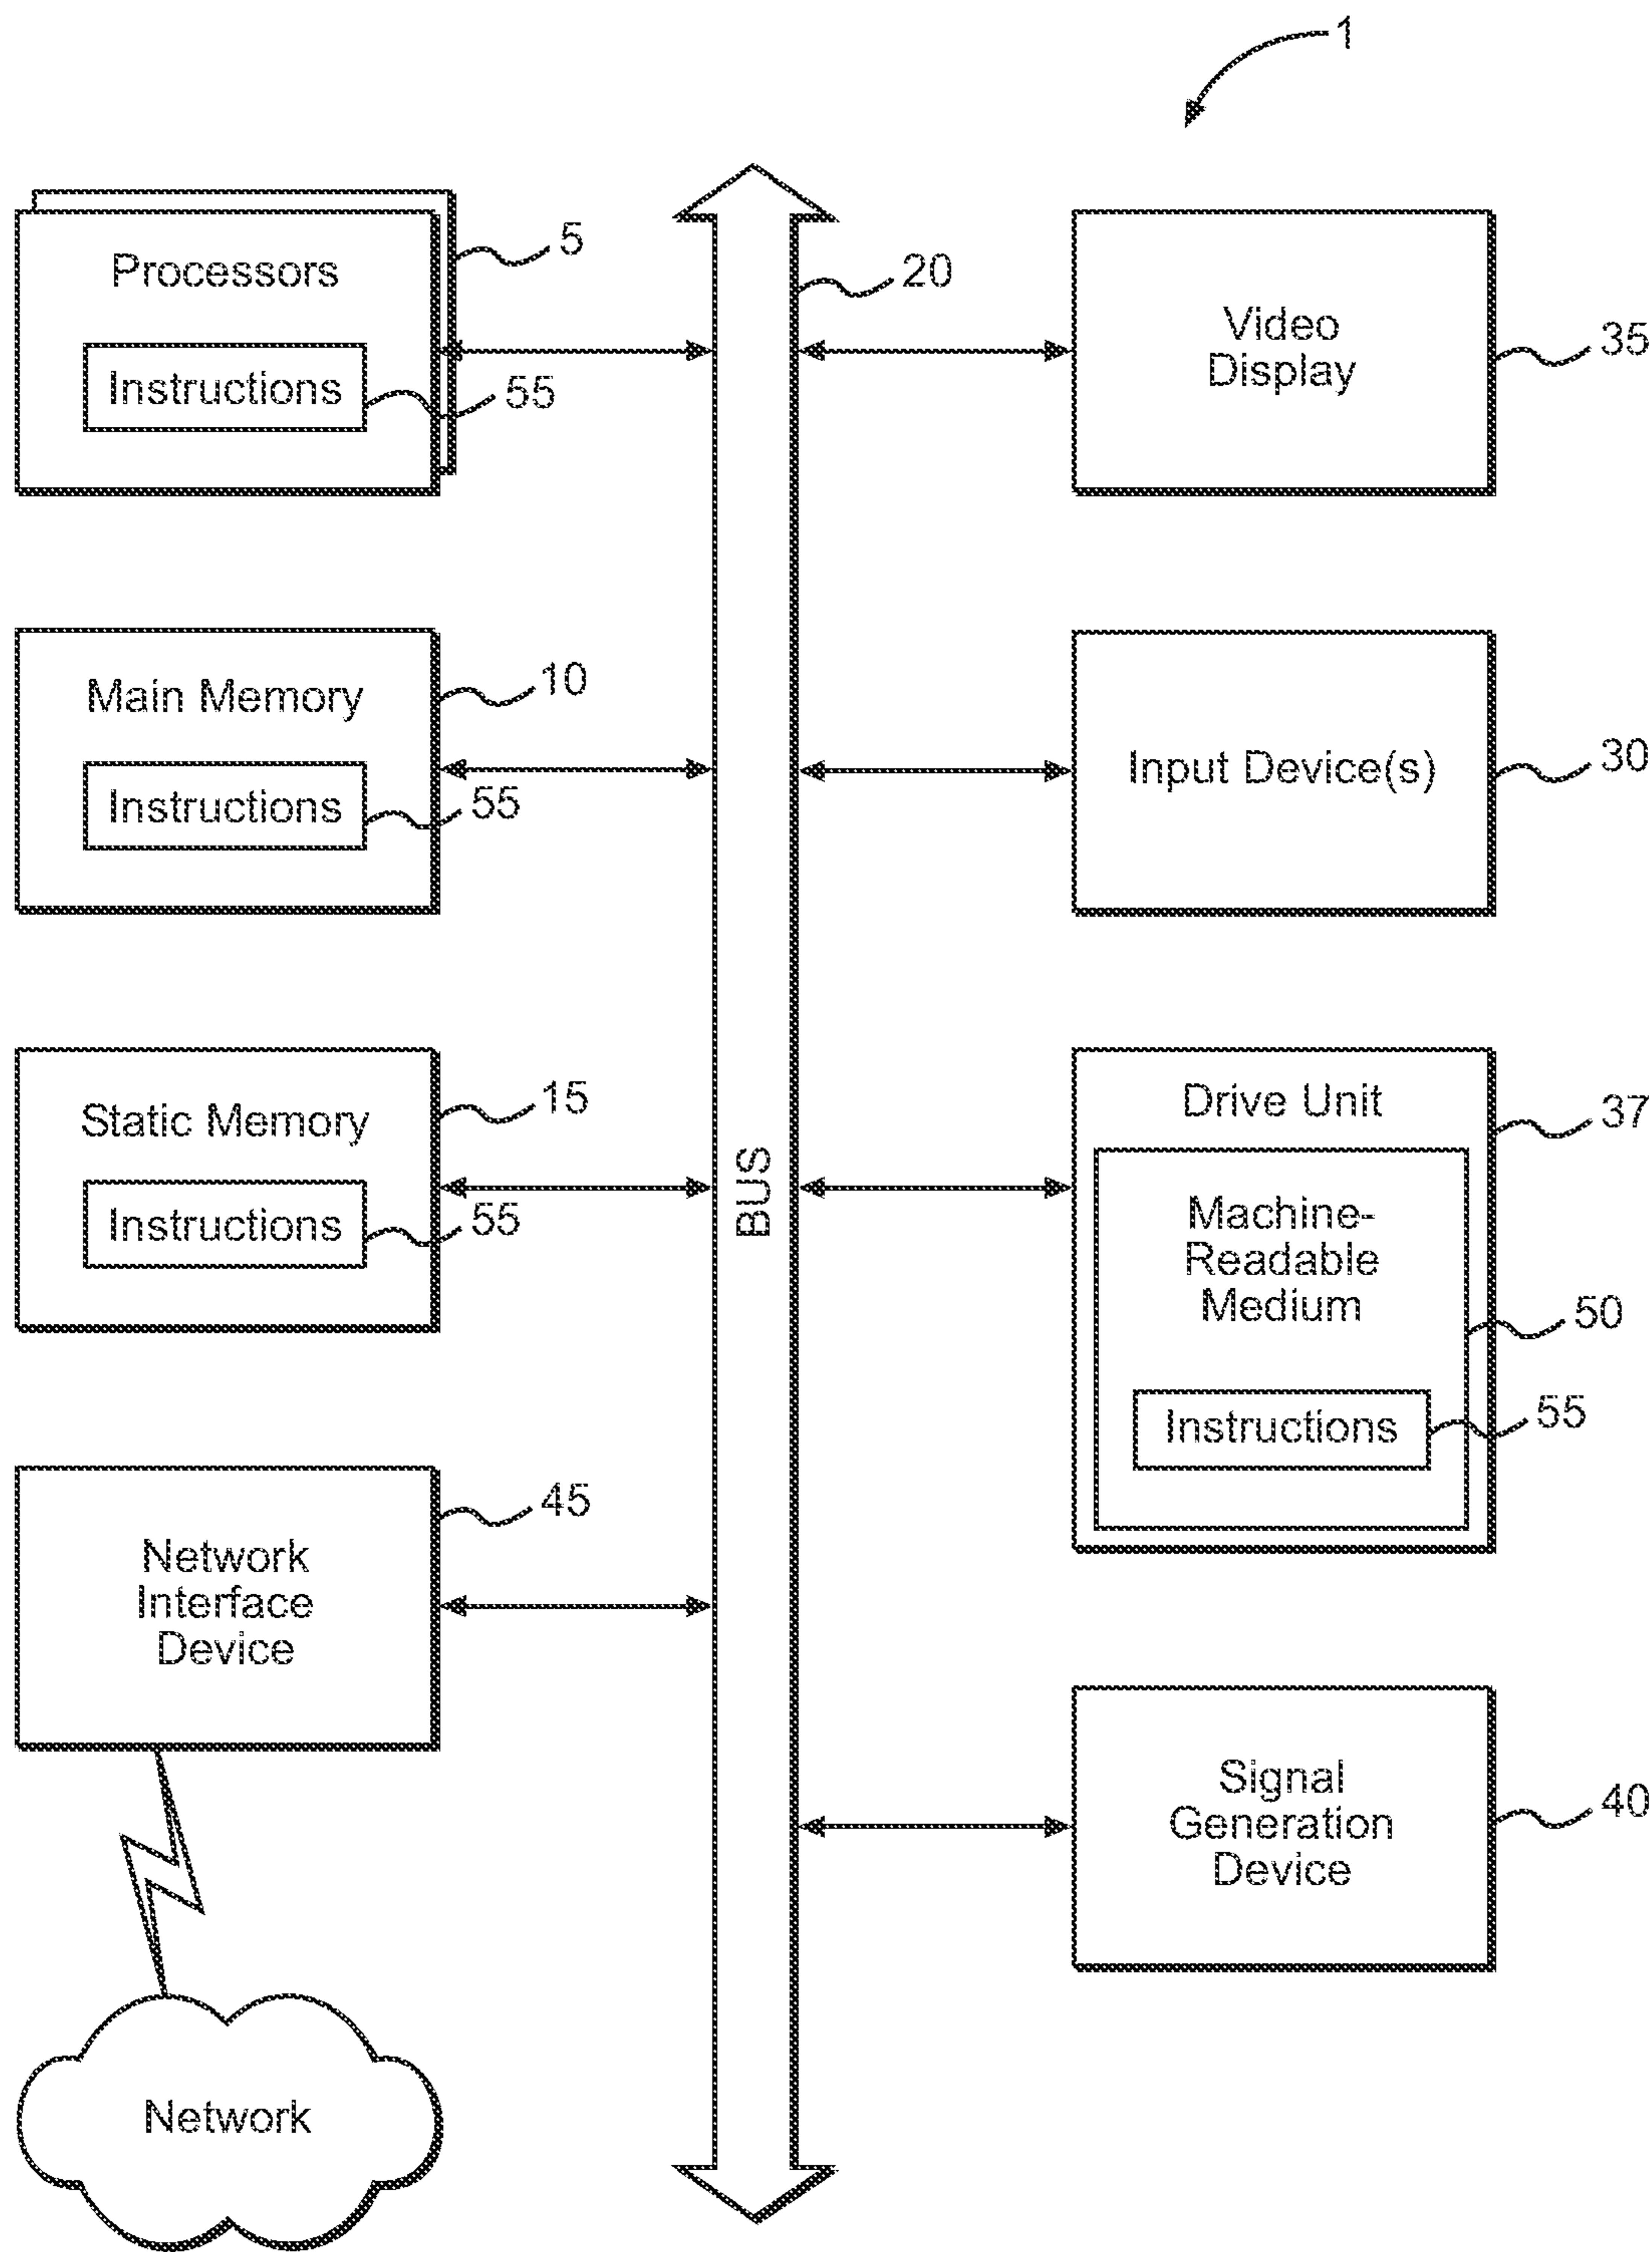 1
Processors
5
Instructions
55
20
Video
Display
35
Main Memory
10
Instructions
55
Input Device(s)
30
Static Memory
15
Instructions
55
BUS
Drive Unit
37
Machine-
Readable
Medium
50
Instructions
55
Network
Interface
Device
45
Signal
Generation
Device
40
Network